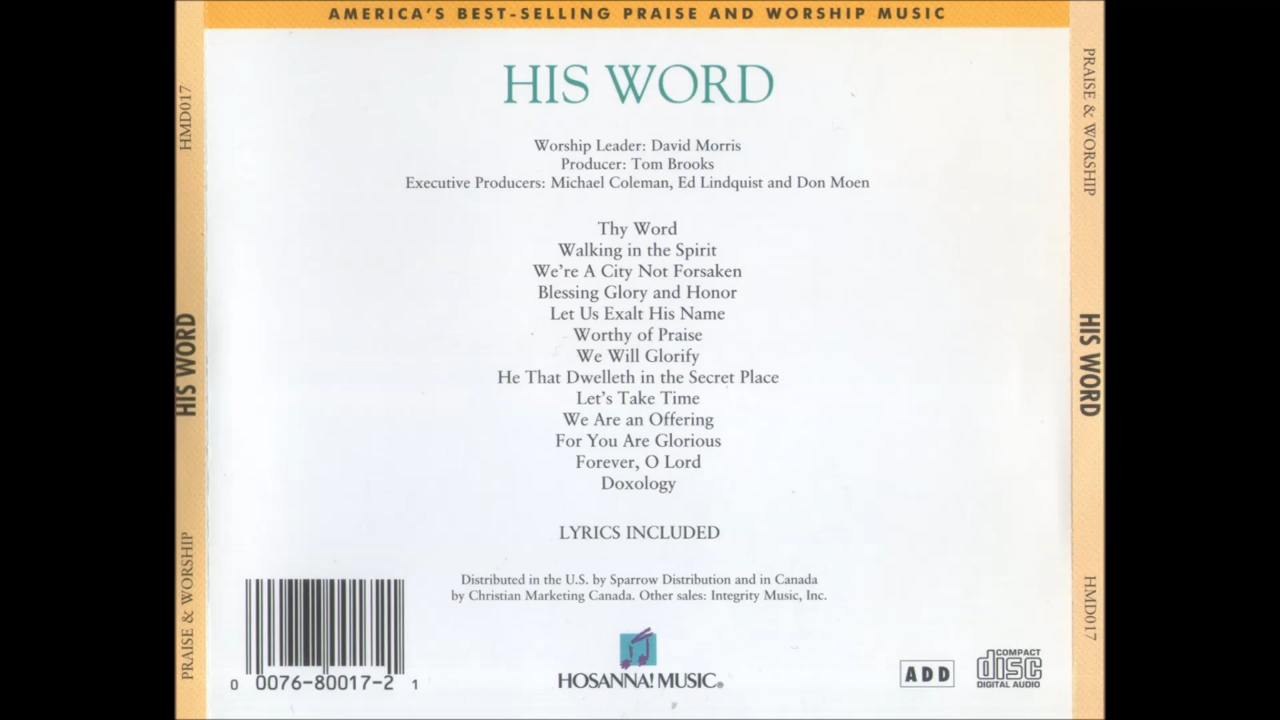 AMERICA'S BEST-SELLING PRAISE AND WORSHIP MUSIC
HIS WORD
Worship Leader: David Morris
Producer: Tom Brooks
Executive Producers: Michael Coleman, Ed Lindquist and Don Moen
Thy Word
Walking in the Spirit
We're A City Not Forsaken
Blessing Glory and Honor
Let Us Exalt His Name
Worthy of Praise
We Will Glorify
He That Dwelleth in the Secret Place
Let's Take Time
We Are an Offering
For You Are Glorious
Forever, O Lord
Doxology
LYRICS INCLUDED
Distributed in the U.S. by Sparrow Distribution and in Canada
by Christian Marketing Canada. Other sales: Integrity Music, Inc.
HOSANNA! MUSIC®
0 0076-80017-2 1
ADD
COMPACT
disc
DIGITAL AUDIO
HMD017
HIS WORD
PRAISE & WORSHIP
PRAISE & WORSHIP
HIS WORD
HMD017